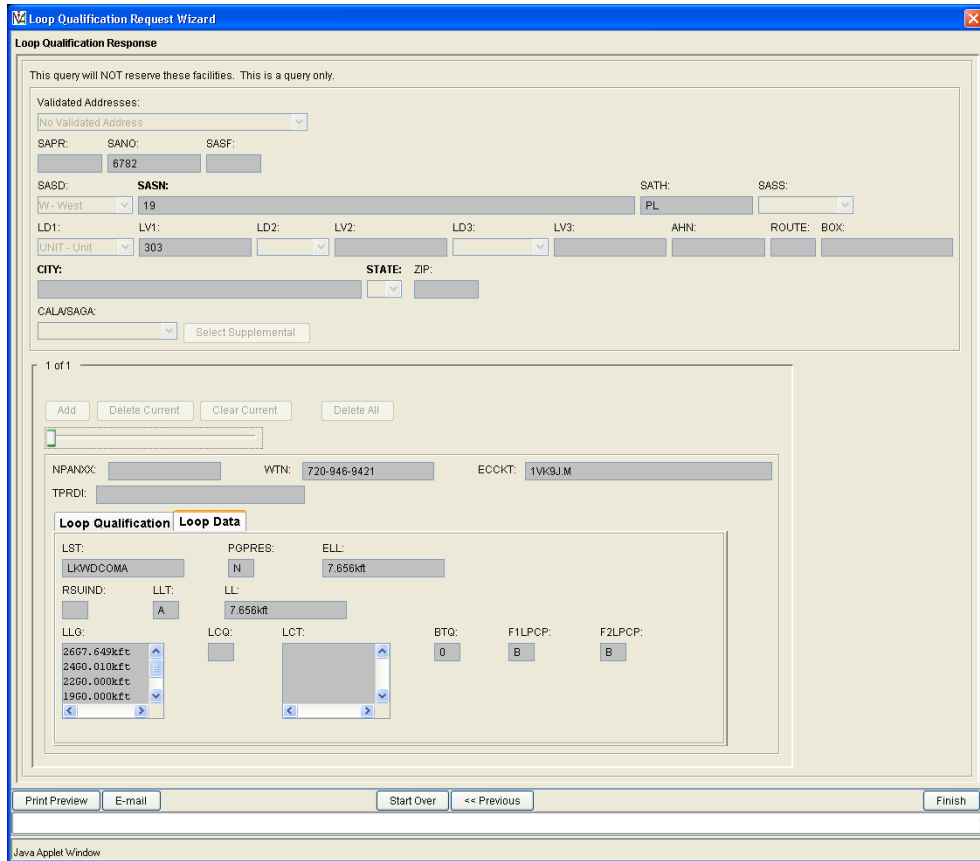 Loop Qualification Request Wizard
Loop Qualification Response
This query will NOT reserve these facilities. This is a query only.
Validated Addresses:
No Validated Address
SAPR: SANO: SASF:
6782
SASD: SASN: SATH: SASS:
W - West 19 PL
LD1: LV1: LD2: LV2: LD3: LV3: AHN: ROUTE: BOX:
UNIT - Unit 303
CITY: STATE: ZIP:
CALA/SAGA:
Select Supplemental
1 of 1
Add Delete Current Clear Current Delete All
NPANXX: WTN: 720-946-9421 ECCKT: 1VK9J.M
TPRDI:
Loop Qualification Loop Data
LST: PGPRES: ELL:
LKWDCOMA N 7.656kft
RSUIND: LLT: LL:
A 7.656kft
LLG: LCQ: LCT: BTQ: F1LPCP: F2LPCP:
26G7.649kft 0 B B
24G0.010kft
22G0.000kft
19G0.000kft
Print Preview E-mail Start Over << Previous Finish
Java Applet Window